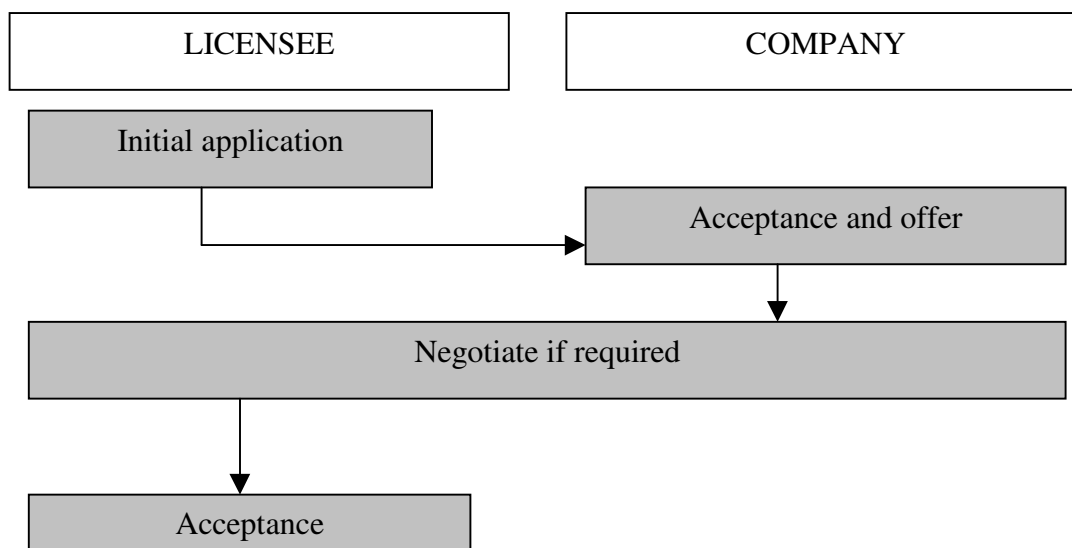 LICENSEE
COMPANY
Initial application
Acceptance and offer
Negotiate if required
Acceptance